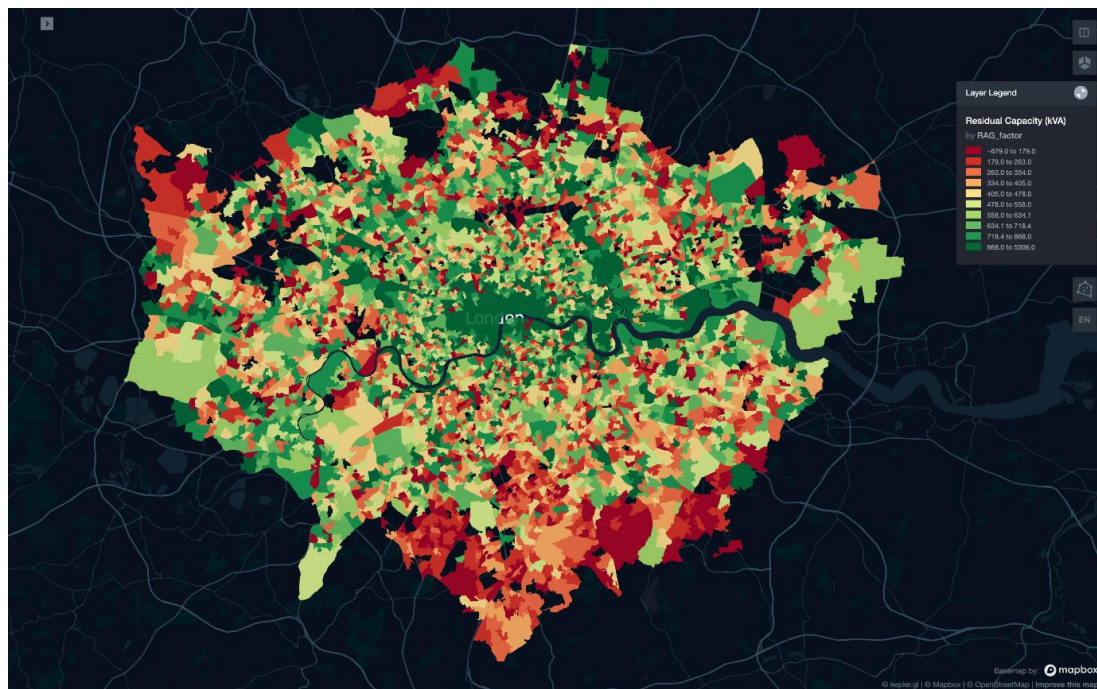 Layer Legend
Residual Capacity (kVA)
by RAG_factor
-679.0 to 179.0
179.0 to 263.0
263.0 to 334.0
334.0 to 405.0
405.0 to 478.0
478.0 to 558.0
558.0 to 634.1
634.1 to 718.4
718.4 to 868.0
868.0 to 5306.0
London
EN
Basemap by: mapbox
© kepler.gl | © Mapbox | © OpenStreetMap | Improve this map